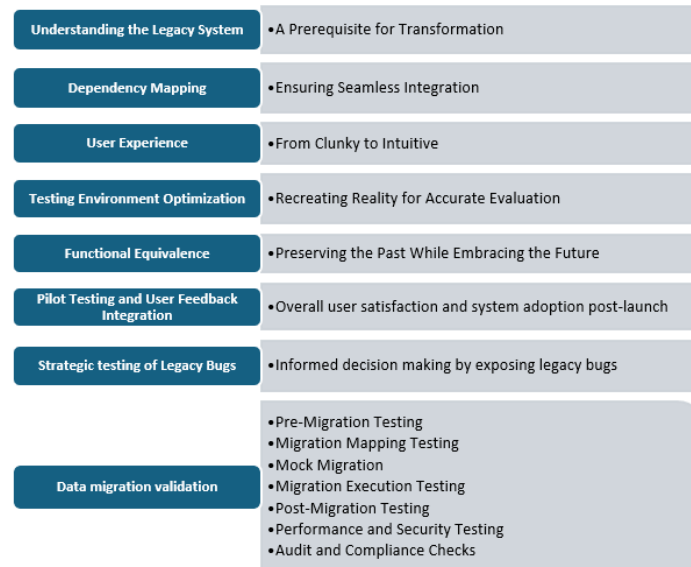 Understanding the Legacy System
•A Prerequisite for Transformation
Dependency Mapping
•Ensuring Seamless Integration
User Experience
•From Clunky to Intuitive
Testing Environment Optimization
•Recreating Reality for Accurate Evaluation
Functional Equivalence
•Preserving the Past While Embracing the Future
Pilot Testing and User Feedback
Integration
•Overall user satisfaction and system adoption post-launch
Strategic testing of Legacy Bugs
•Informed decision making by exposing legacy bugs
Data migration validation
•Pre-Migration Testing
•Migration Mapping Testing
•Mock Migration
•Migration Execution Testing
•Post-Migration Testing
•Performance and Security Testing
•Audit and Compliance Checks